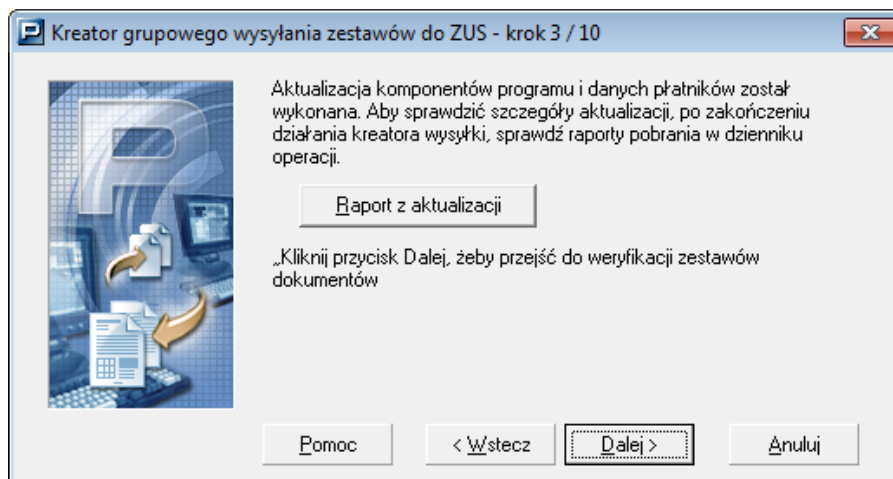 Kreator grupowego wysyłania zestawów do ZUS - krok 3 / 10
Aktualizacja komponentów programu i danych płatników został
wykonana. Aby sprawdzić szczegóły aktualizacji, po zakończeniu
działania kreatora wysyłki, sprawdź raporty pobrania w dzienniku
operacji.
Raport z aktualizacji
„Kliknij przycisk Dalej, żeby przejść do weryfikacji zestawów
dokumentów
Pomoc
< Wstecz
Dalej >
Anuluj